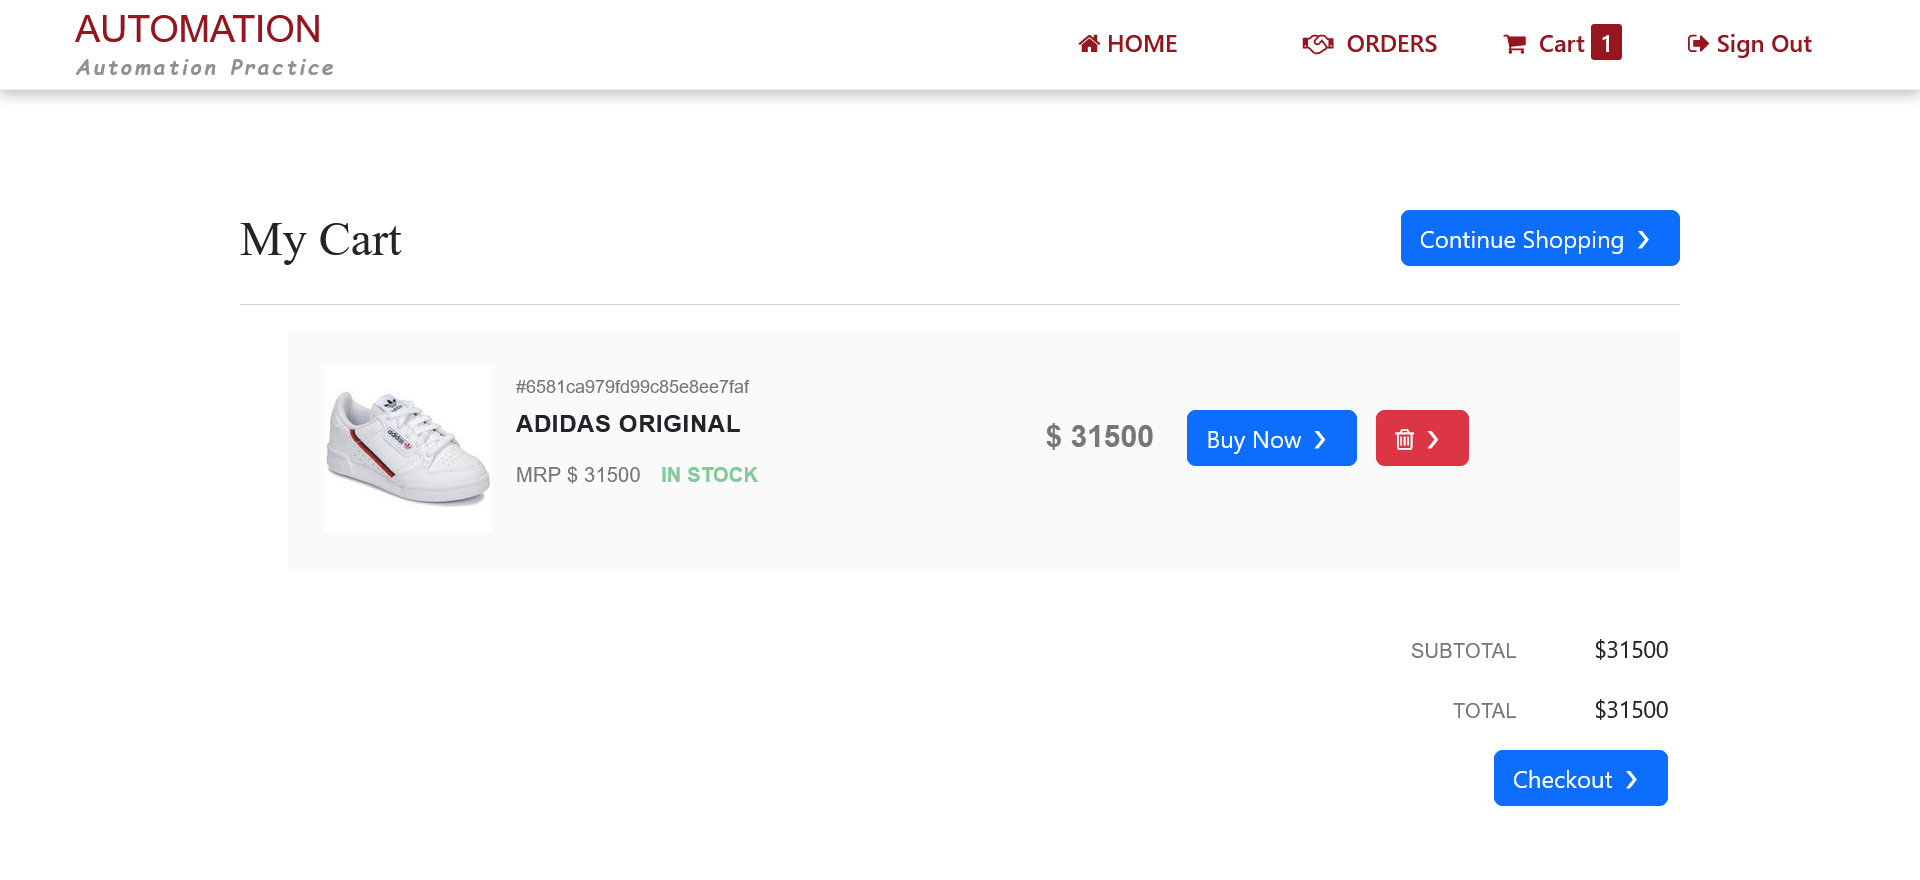 AUTOMATION
Automation Practice
HOME
ORDERS
Cart 1
Sign Out
My Cart
Continue Shopping ❯
#6581ca979fd99c85e8ee7faf
ADIDAS ORIGINAL
MRP $ 31500 IN STOCK
$ 31500
Buy Now ❯
❯
adidas
SUBTOTAL $31500
TOTAL $31500
Checkout ❯